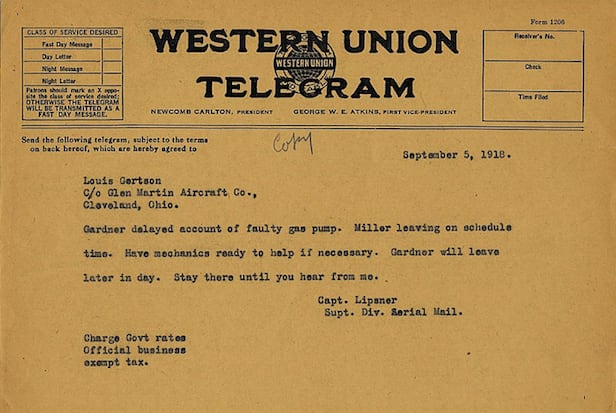 Form 1206
CLASS OF SERVICE DESIRED
Fast Day Message
Day Letter
Night Message
Night Letter
Patrons should mark an X oppo-
site the class of service desired;
OTHERWISE THE TELEGRAM
WILL BE TRANSMITTED AS A
FAST DAY MESSAGE.
WESTERN UNION
WESTERN UNION
TELEGRAM
NEWCOMB CARLTON, PRESIDENT GEORGE W. E. ATKINS, FIRST VICE-PRESIDENT
Receiver's No.
Check
Time Filed
Send the following telegram, subject to the terms
on back hereof, which are hereby agreed to
Copy
September 5, 1918.
Louis Gertson
C/o Glen Martin Aircraft Co.,
Cleveland, Ohio.
Gardner delayed account of faulty gas pump. Miller leaving on schedule
time. Have mechanics ready to help if necessary. Gardner will leave
later in day. Stay there until you hear from me.
Capt. Lipsner
Supt. Div. Aerial Mail.
Charge Govt rates
Official business
exempt tax.